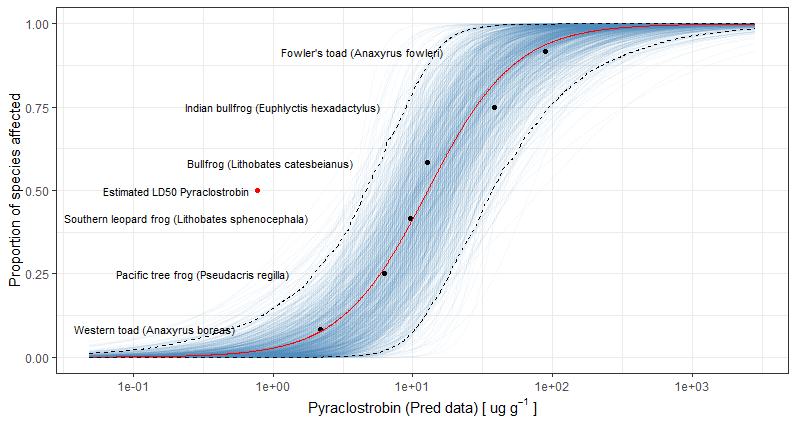 1.00
Fowler's toad (Anaxyrus fowleri)
Indian bullfrog (Euphlyctis hexadactylus)
0.75
Bullfrog (Lithobates catesbeianus)
Estimated LD50 Pyraclostrobin
0.50
Southern leopard frog (Lithobates sphenocephala)
Pacific tree frog (Pseudacris regilla)
0.25
Western toad (Anaxyrus boreas)
0.00
Proportion of species affected
1e-01 1e+00 1e+01 1e+02 1e+03
Pyraclostrobin (Pred data) [ ug g⁻¹ ]